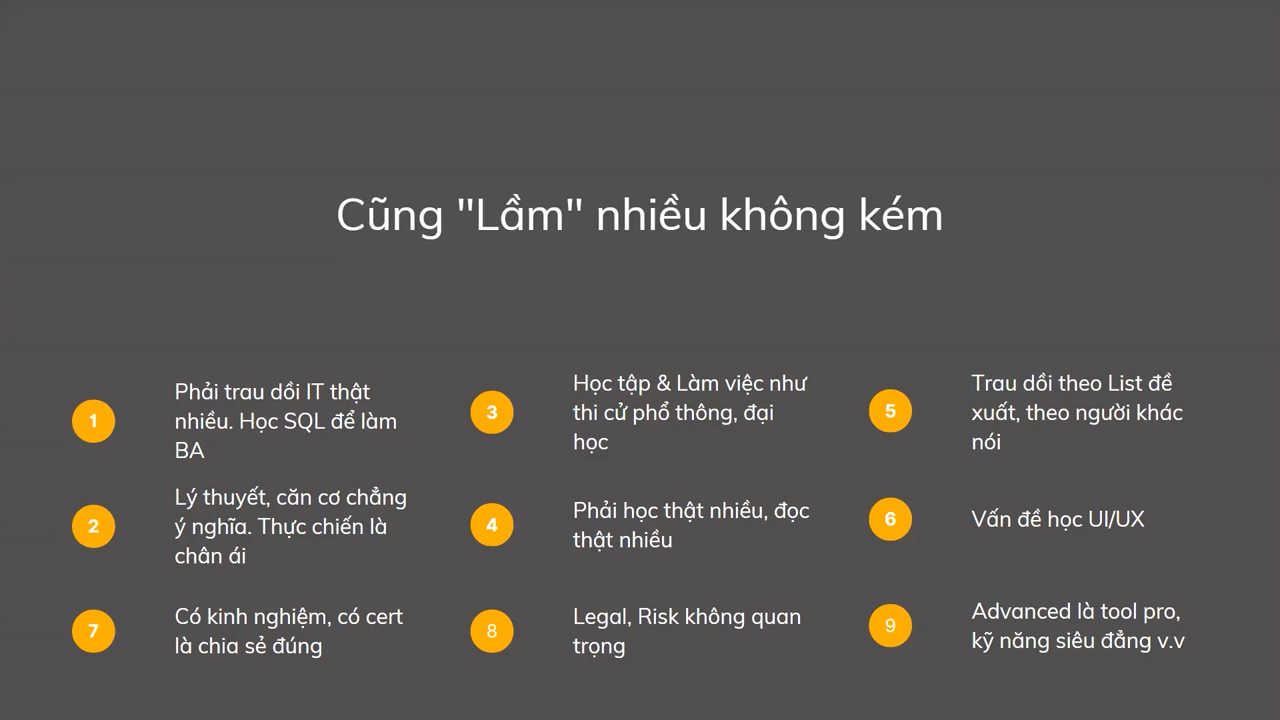 Cũng "Lầm" nhiều không kém
1
Phải trau dồi IT thật
nhiều. Học SQL để làm
BA
2
Lý thuyết, căn cơ chẳng
ý nghĩa. Thực chiến là
chân ái
3
Học tập & Làm việc như
thi cử phổ thông, đại
học
4
Phải học thật nhiều, đọc
thật nhiều
5
Trau dồi theo List đề
xuất, theo người khác
nói
6
Vấn đề học UI/UX
7
Có kinh nghiệm, có cert
là chia sẻ đúng
8
Legal, Risk không quan
trọng
9
Advanced là tool pro,
kỹ năng siêu đẳng v.v